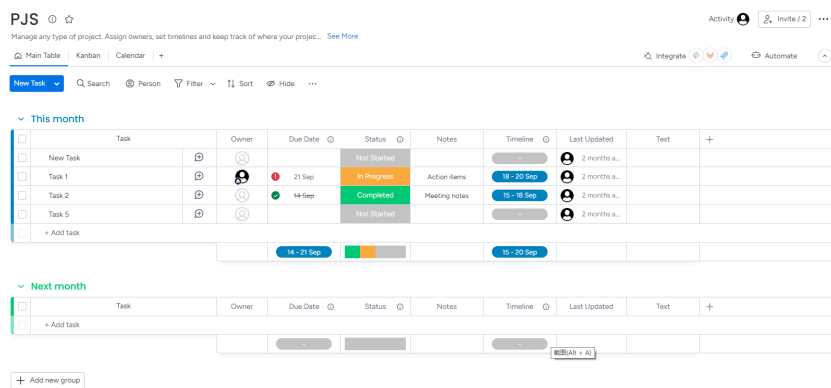 PJS
Activity
Invite / 2
Manage any type of project. Assign owners, set timelines and keep track of where your projec... See More
Main Table Kanban Calendar +
Integrate Automate
New Task Search Person Filter Sort Hide ...
This month
Task Owner Due Date Status Notes Timeline Last Updated Text +
New Task Not Started - 2 months a...
Task 1 21 Sep In Progress Action items 18 - 20 Sep 2 months a...
Task 2 14 Sep Completed Meeting notes 15 - 18 Sep 2 months a...
Task 5 Not Started - 2 months a...
+ Add task
14 - 21 Sep 15 - 20 Sep
Next month
Task Owner Due Date Status Notes Timeline Last Updated Text +
+ Add task
- -
(Alt + A)
+ Add new group